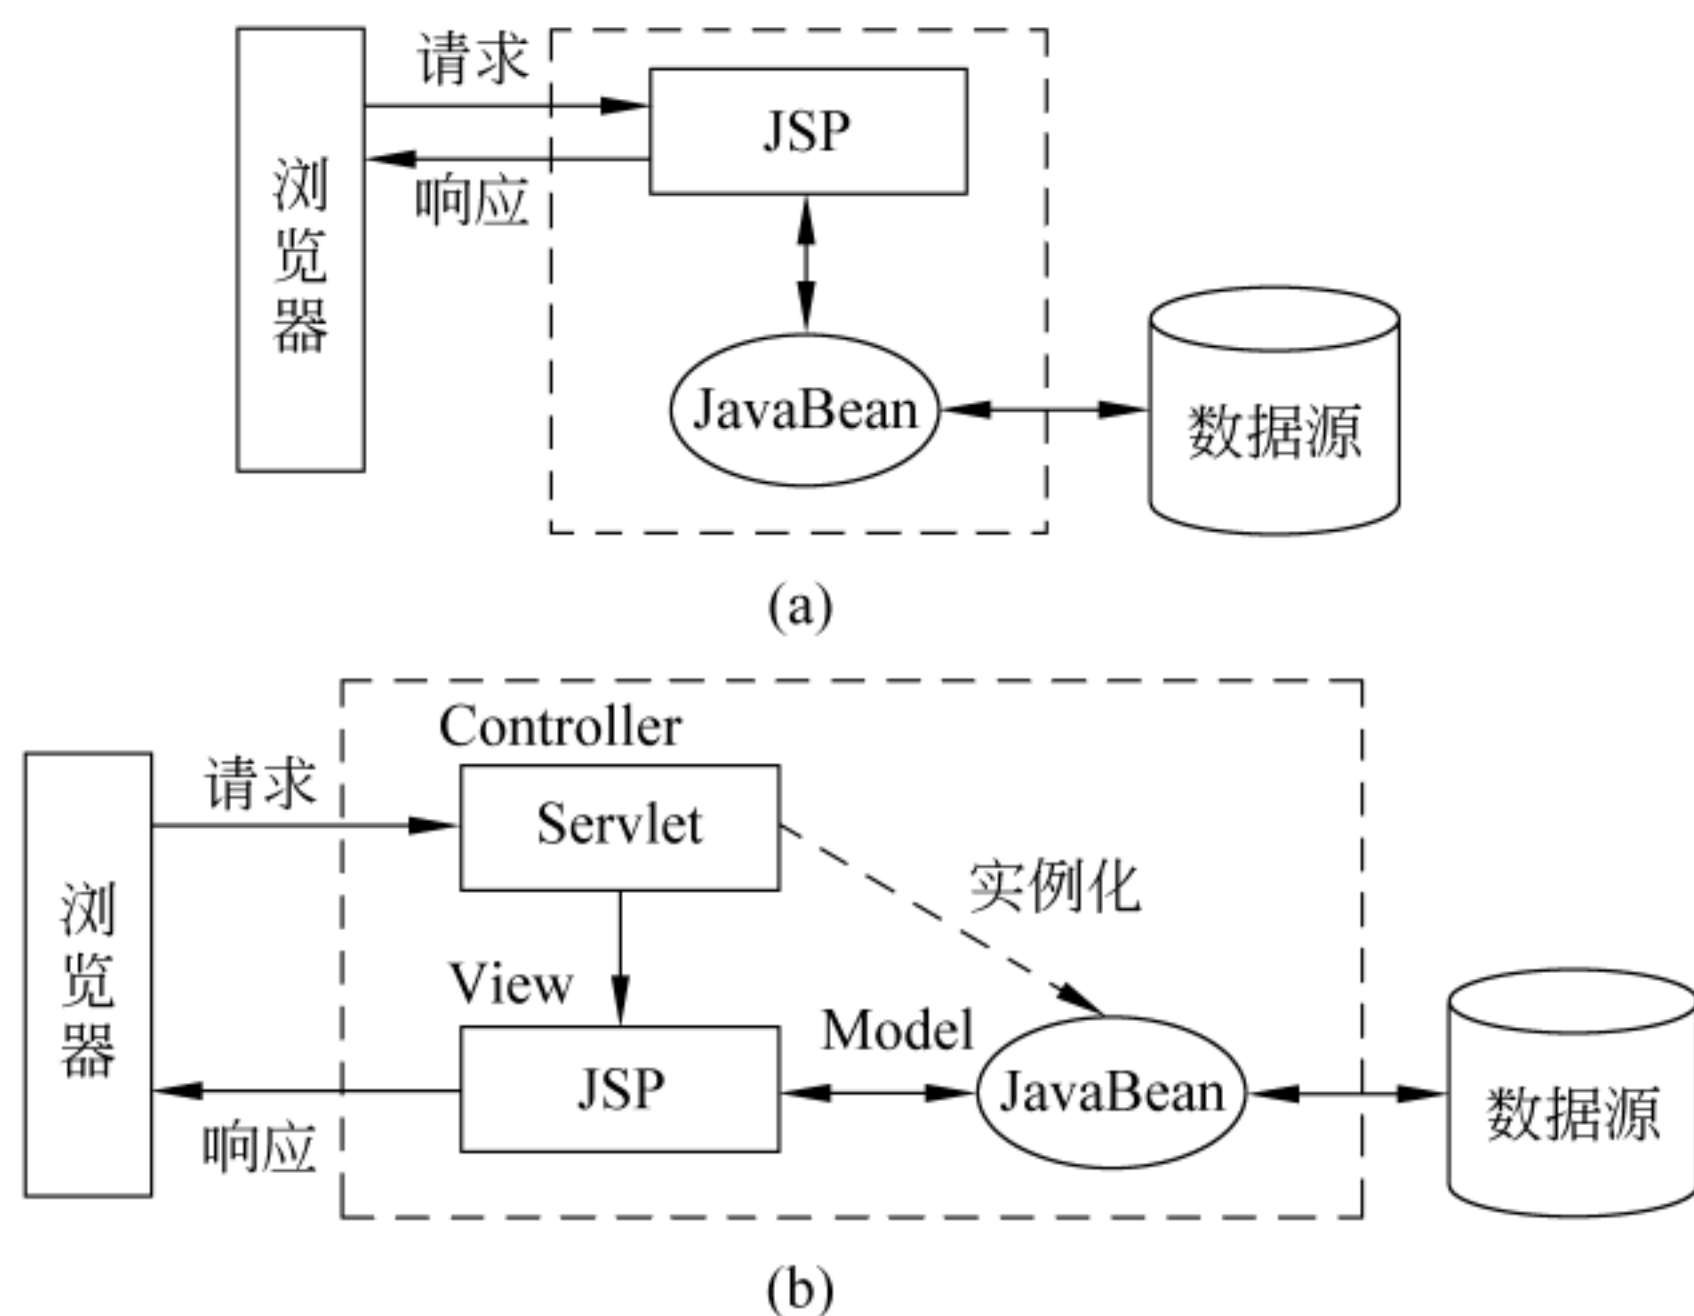 请求
JSP
响应
浏览器
JavaBean
数据源
(a)
Controller
请求
Servlet
实例化
浏览器
View
Model
JSP
JavaBean
数据源
响应
(b)